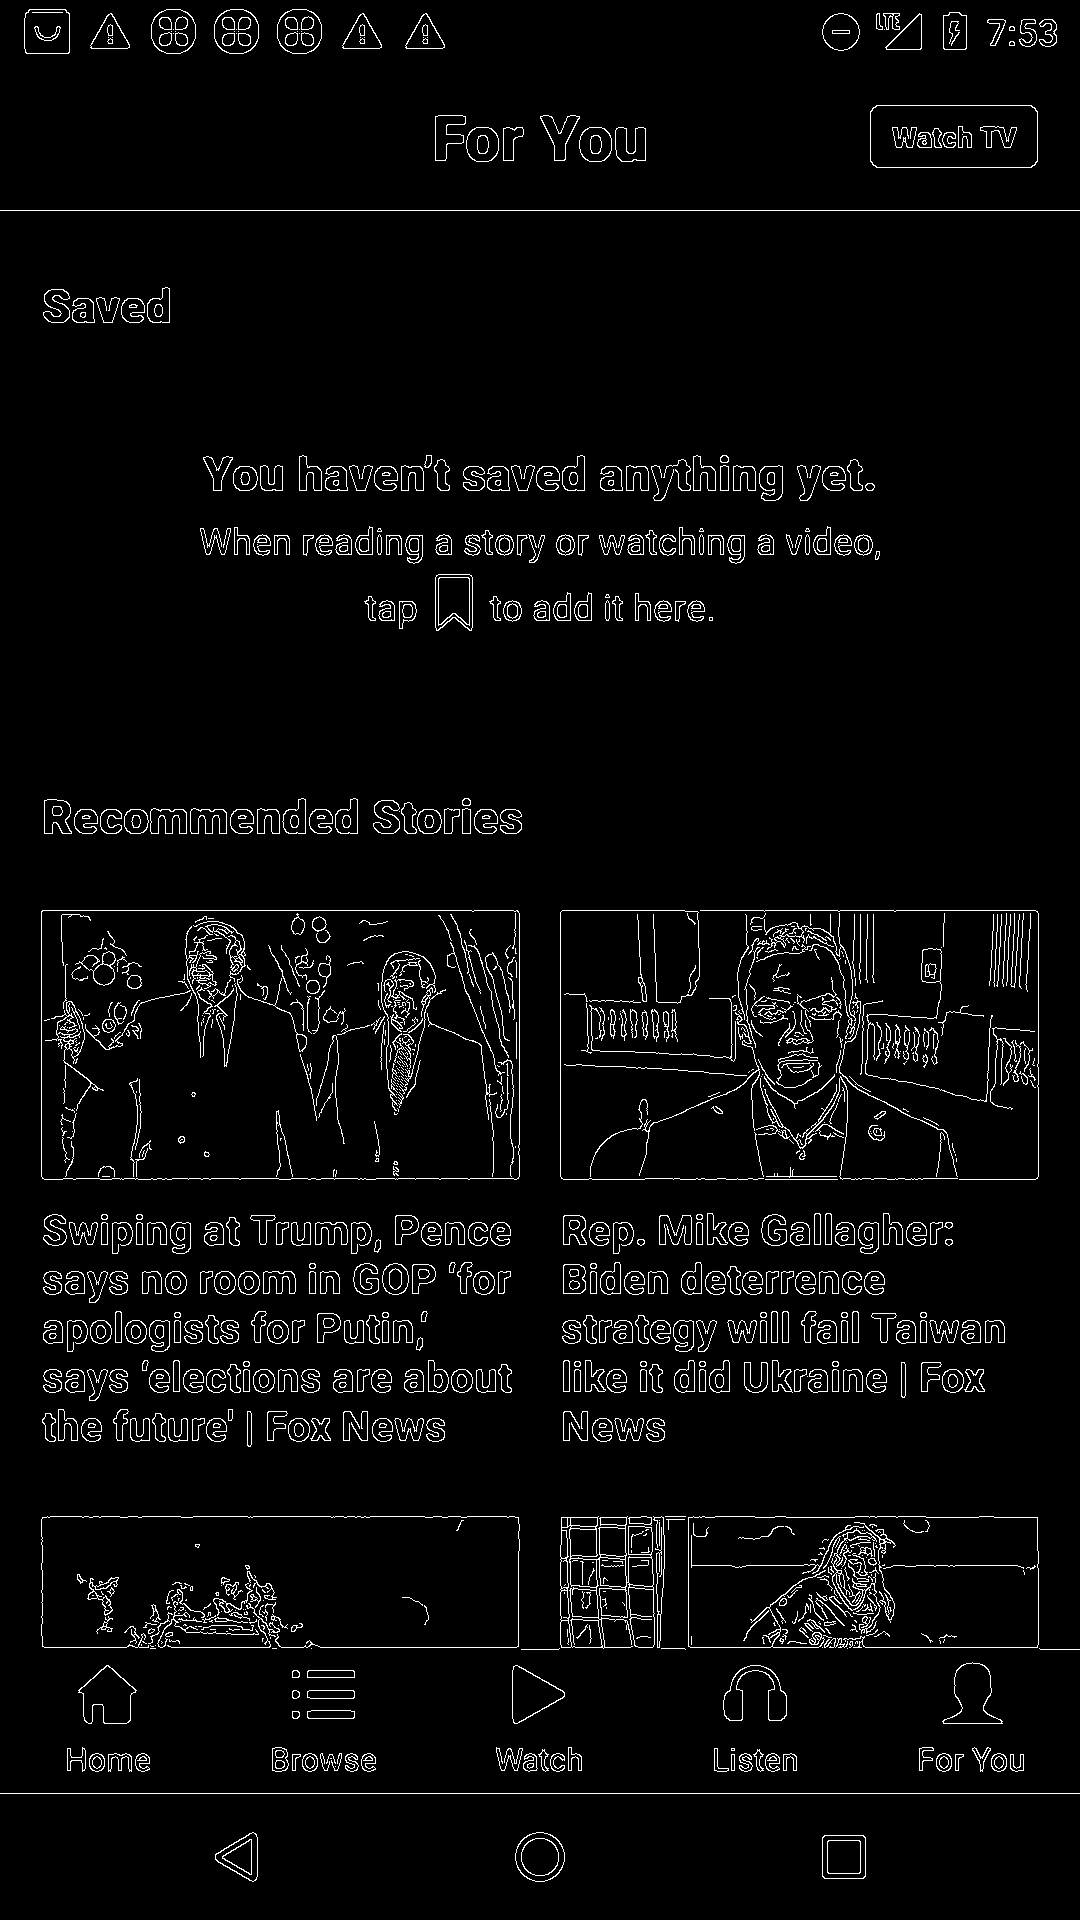 LTE 7:53
For You
Watch TV
Saved
You haven't saved anything yet.
When reading a story or watching a video,
tap to add it here.
Recommended Stories
Swiping at Trump, Pence
says no room in GOP ‘for
apologists for Putin,‘
says ‘elections are about
the future' | Fox News
Rep. Mike Gallagher:
Biden deterrence
strategy will fail Taiwan
like it did Ukraine | Fox
News
Home Browse Watch Listen For You